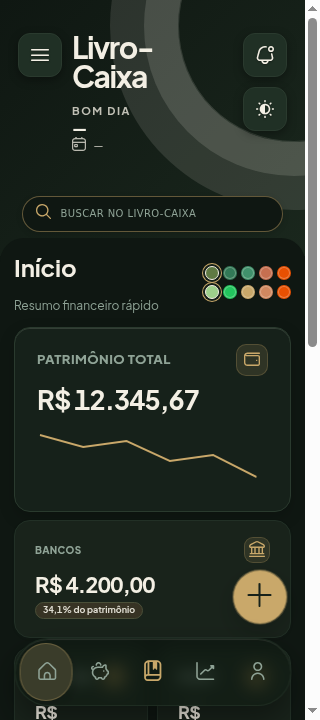 Livro-
Caixa
BOM DIA
—
—
BUSCAR NO LIVRO-CAIXA
Início
Resumo financeiro rápido
PATRIMÔNIO TOTAL
R$ 12.345,67
BANCOS
R$ 4.200,00
34,1% do patrimônio
R$
R$